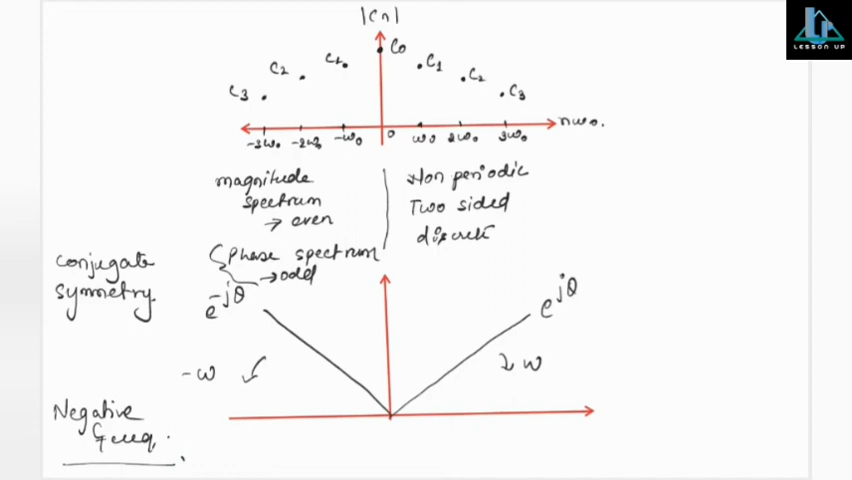 |Cn|
C3 C2 C1 C0 C1 C2 C3
-3ω0 -2ω0 -ω0 0 ω0 2ω0 3ω0 nω0.
magnitude
spectrum
→ even
Non periodic
Two sided
discrete
conjugate
symmetry.
phase spectrum
→ odd
e^-jθ
e^jθ
-ω
ω
Negative
LESSON UP